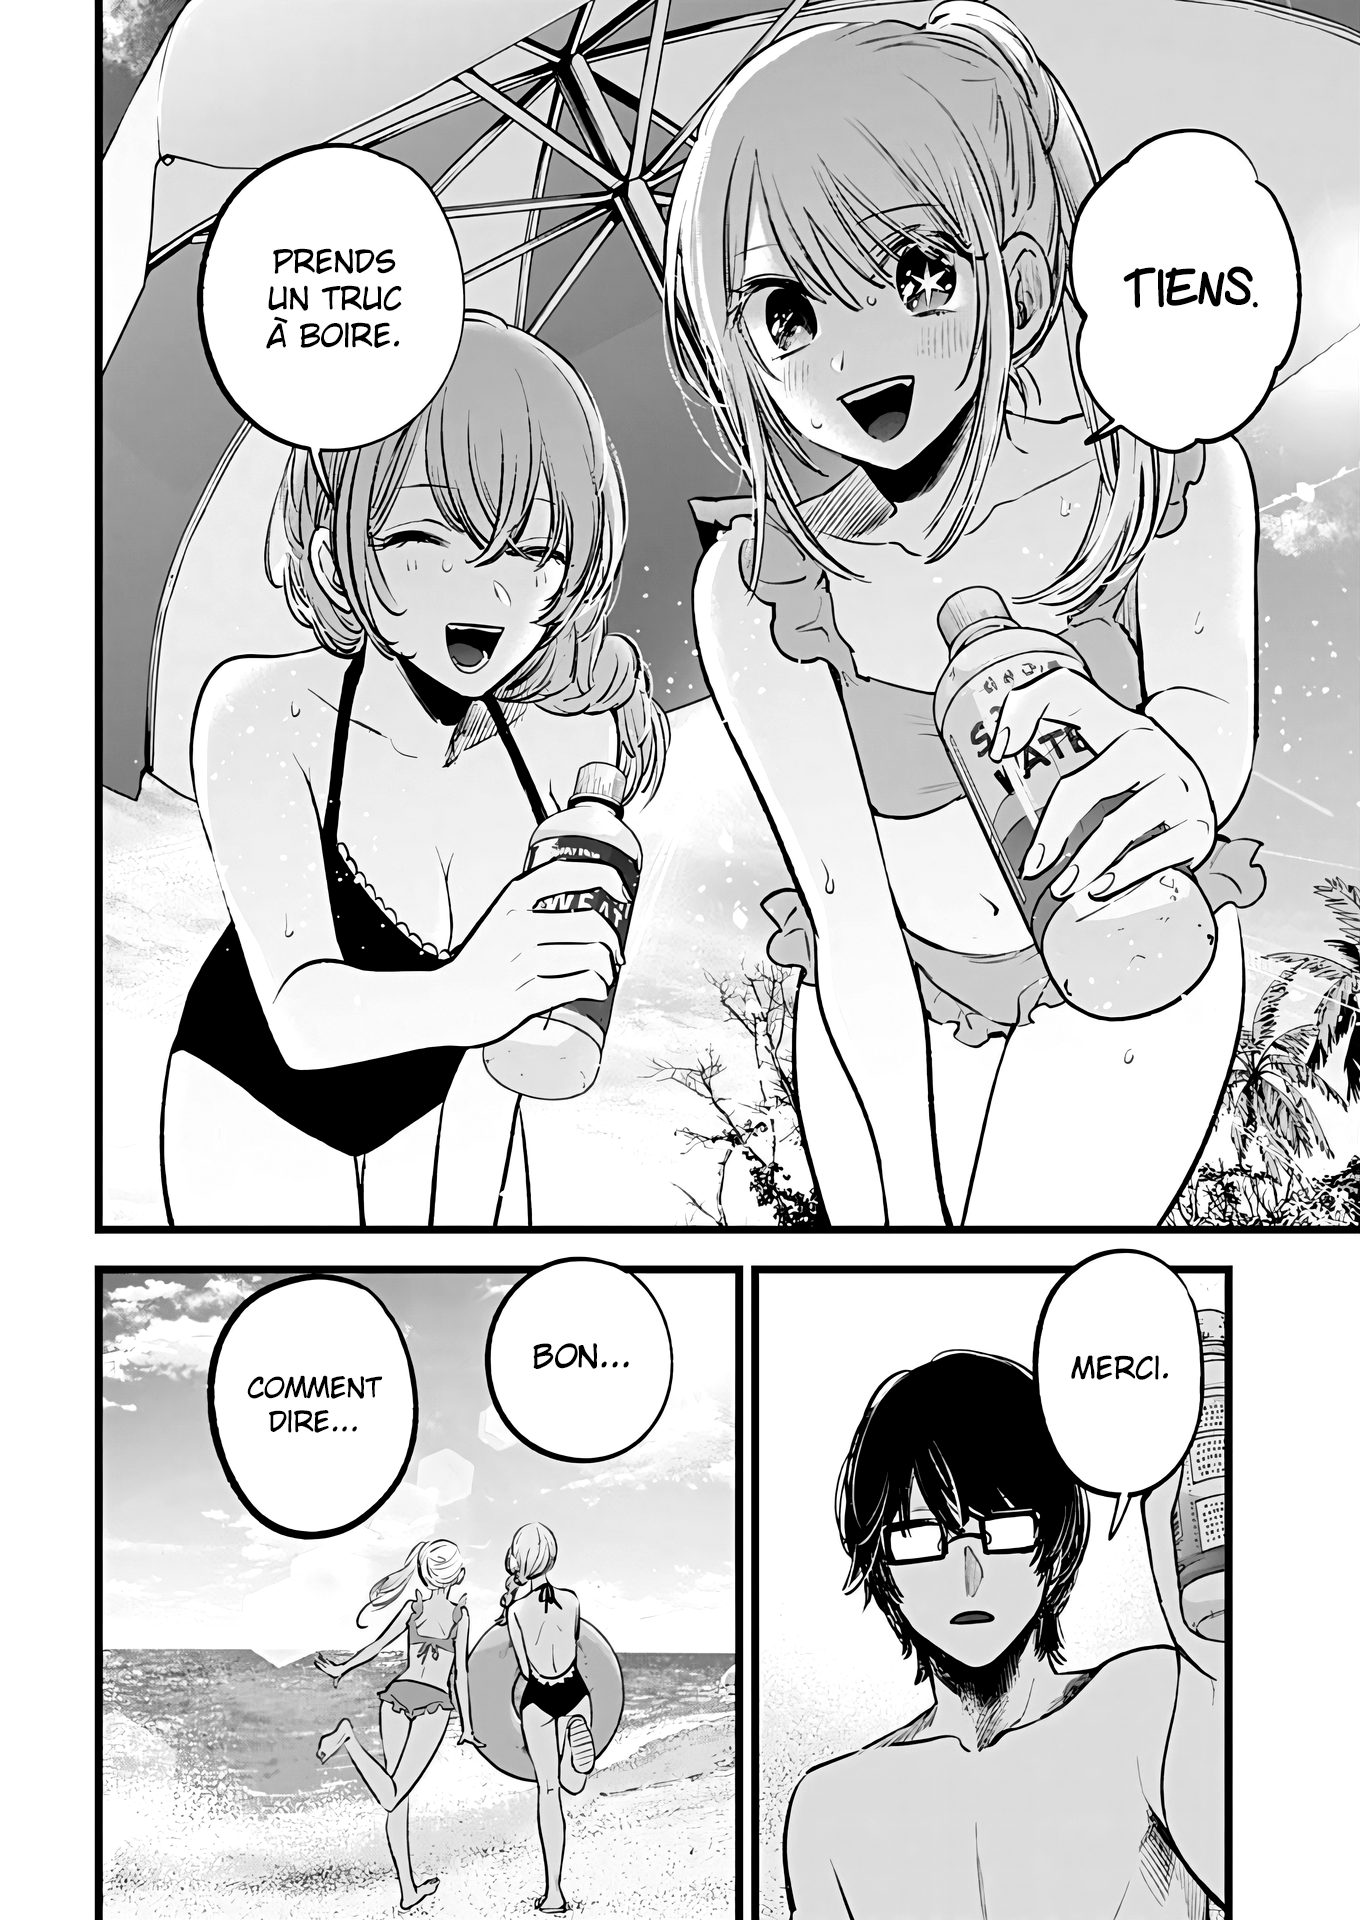 TIENS.
PRENDS
UN TRUC
À BOIRE.
MERCI.
BON...
COMMENT
DIRE...